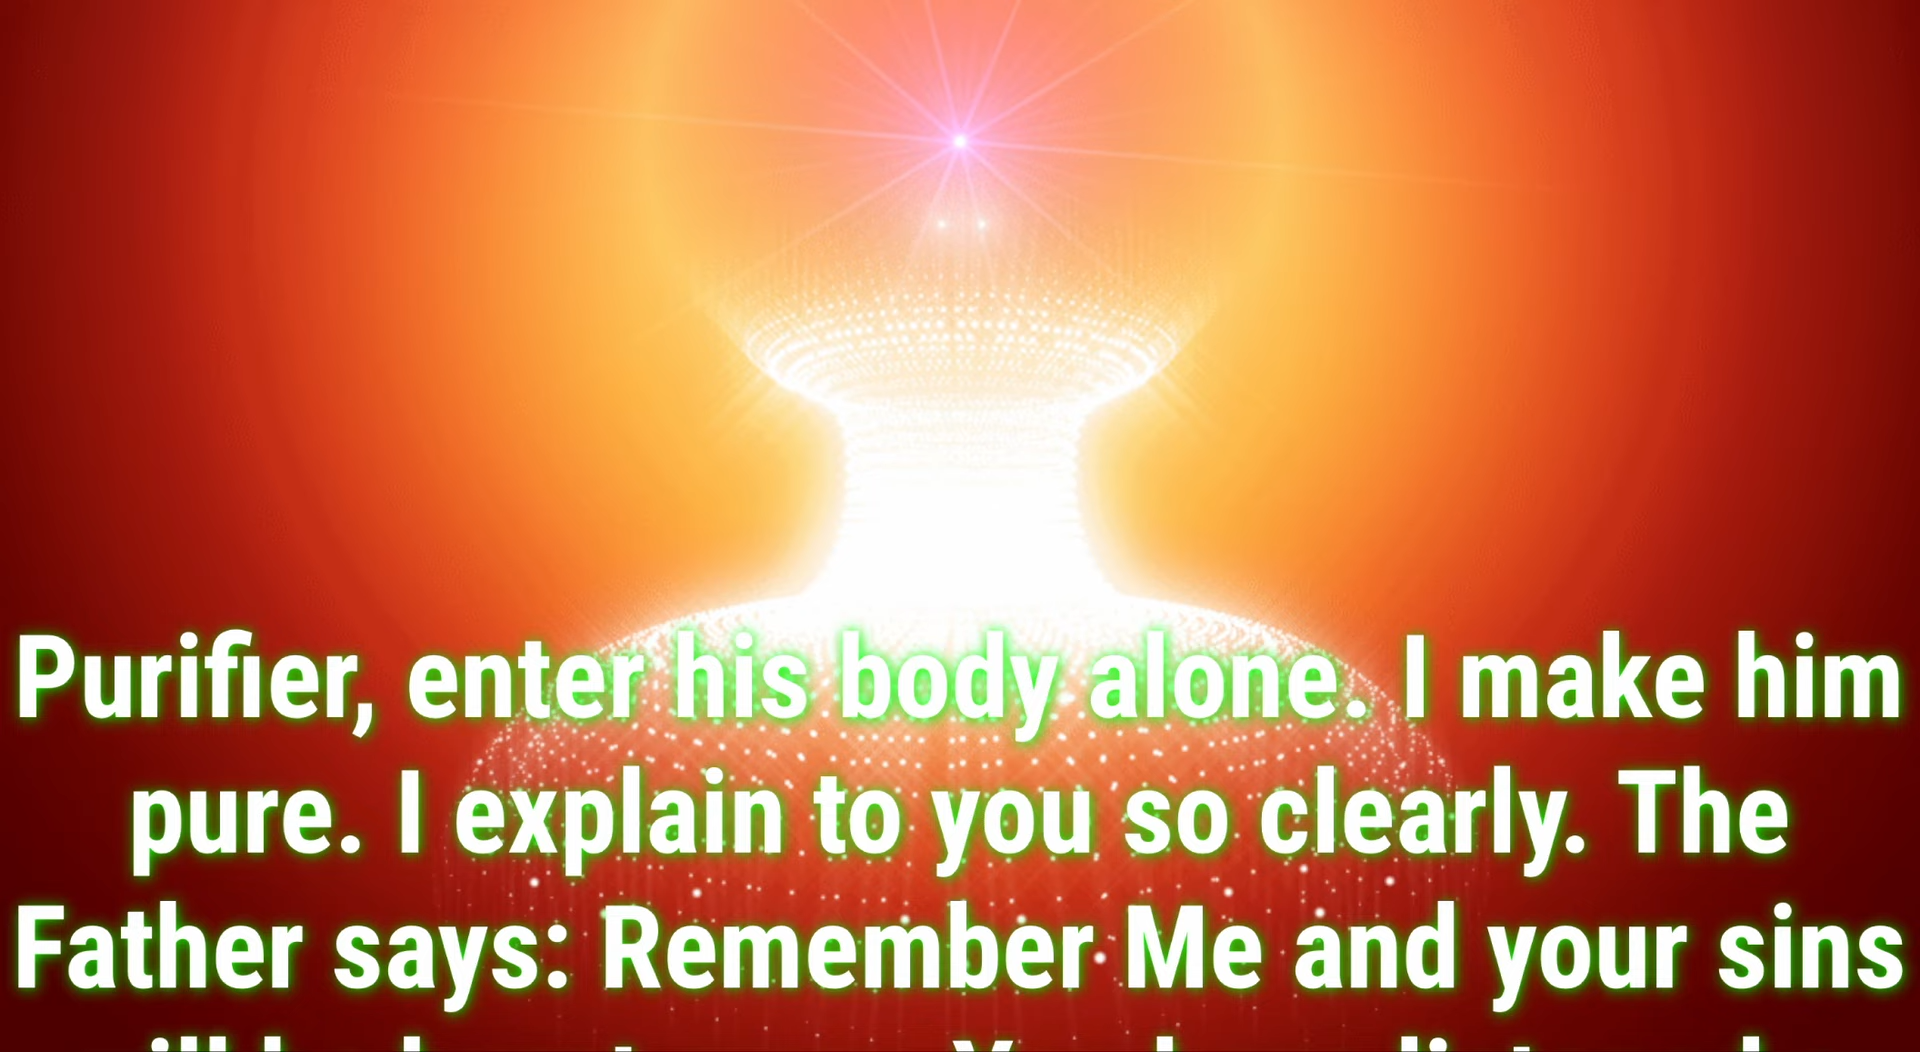 Purifier, enter his body alone. I make him
pure. I explain to you so clearly. The
Father says: Remember Me and your sins